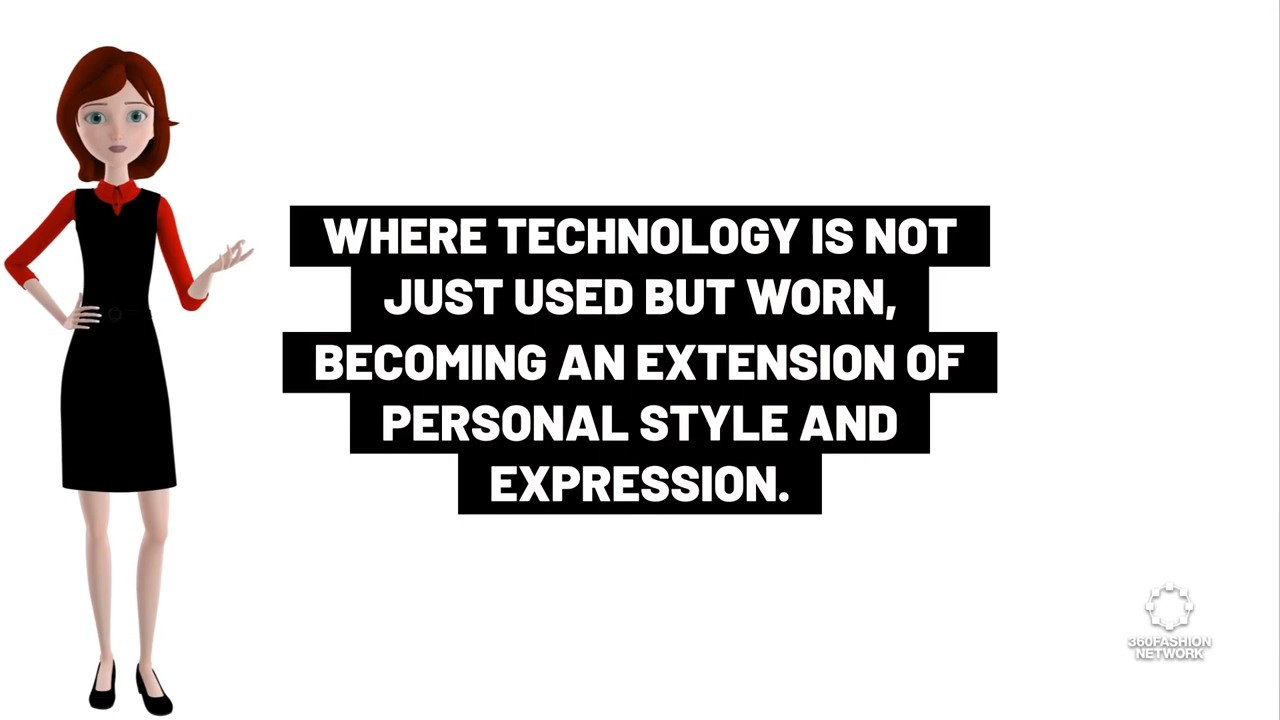 WHERE TECHNOLOGY IS NOT
JUST USED BUT WORN,
BECOMING AN EXTENSION OF
PERSONAL STYLE AND
EXPRESSION.
360FASHION
NETWORK